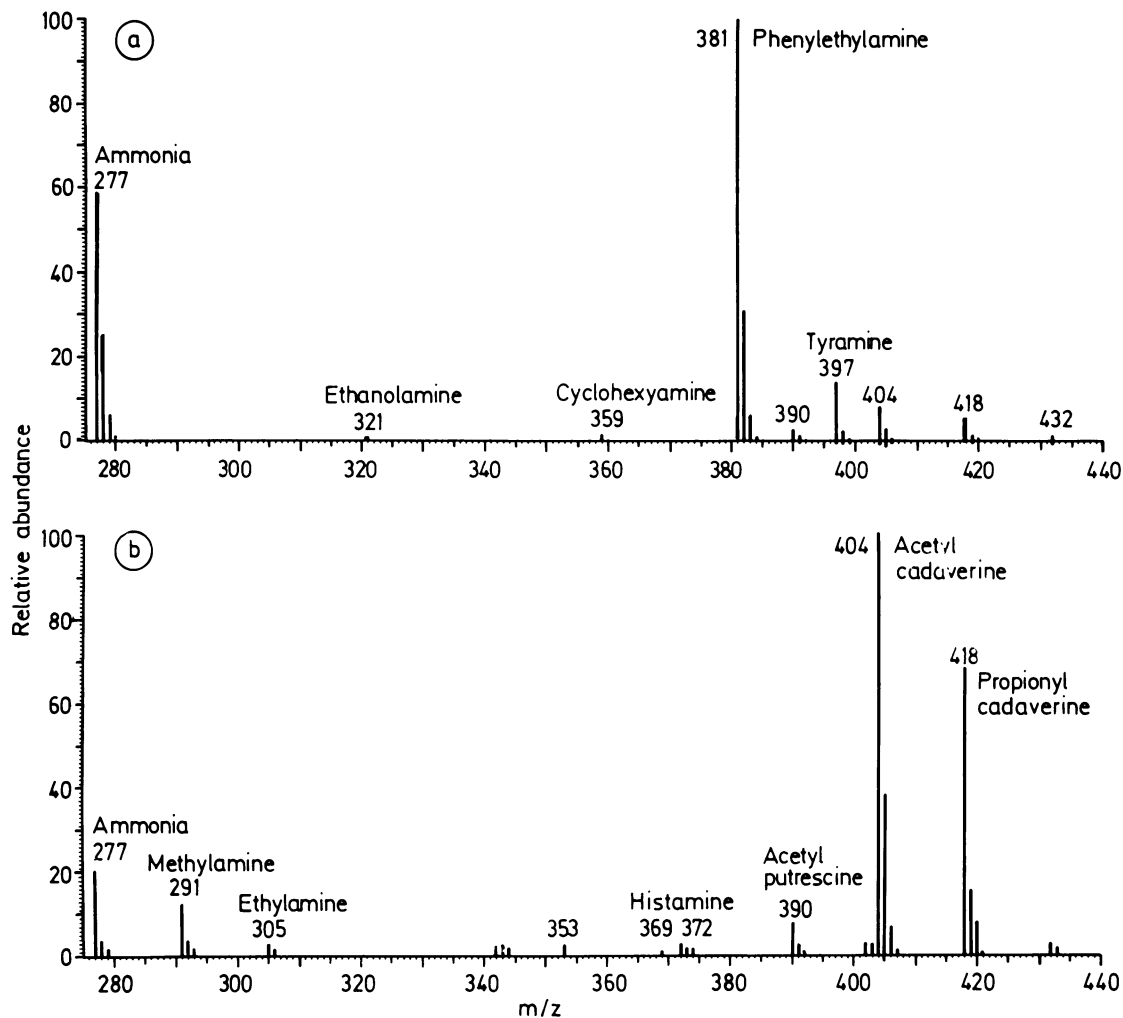 a
100
80
60
40
20
0
Ammonia
277
Ethanolamine
321
Cyclohexyamine
359
381 Phenylethylamine
390
Tyramine
397
404
418
432
280 300 320 340 360 380 400 420 440
Relative abundance
b
100
80
60
40
20
0
Ammonia
277
Methylamine
291
Ethylamine
305
353
Histamine
369 372
Acetyl
putrescine
390
404 Acetyl
cadaverine
418
Propionyl
cadaverine
280 300 320 340 360 380 400 420 440
m/z